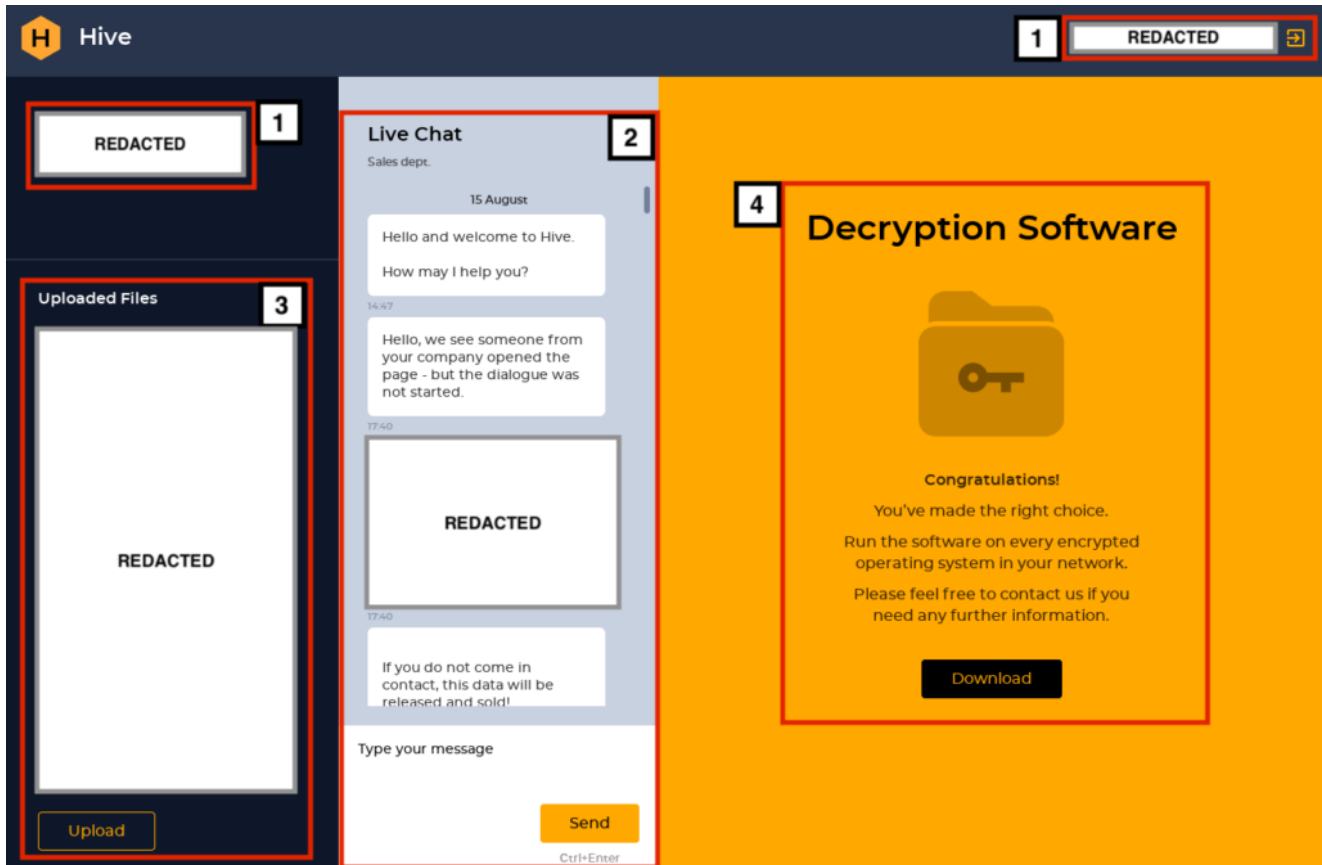 H Hive
1 REDACTED
REDACTED 1
Uploaded Files 3
REDACTED
Upload
Live Chat 2
Sales dept.
15 August
Hello and welcome to Hive.
How may I help you?
14:47
Hello, we see someone from
your company opened the
page - but the dialogue was
not started.
17:40
REDACTED
17:40
If you do not come in
contact, this data will be
released and sold!
Type your message
Send
Ctrl+Enter
4
Decryption Software
Congratulations!
You've made the right choice.
Run the software on every encrypted
operating system in your network.
Please feel free to contact us if you
need any further information.
Download